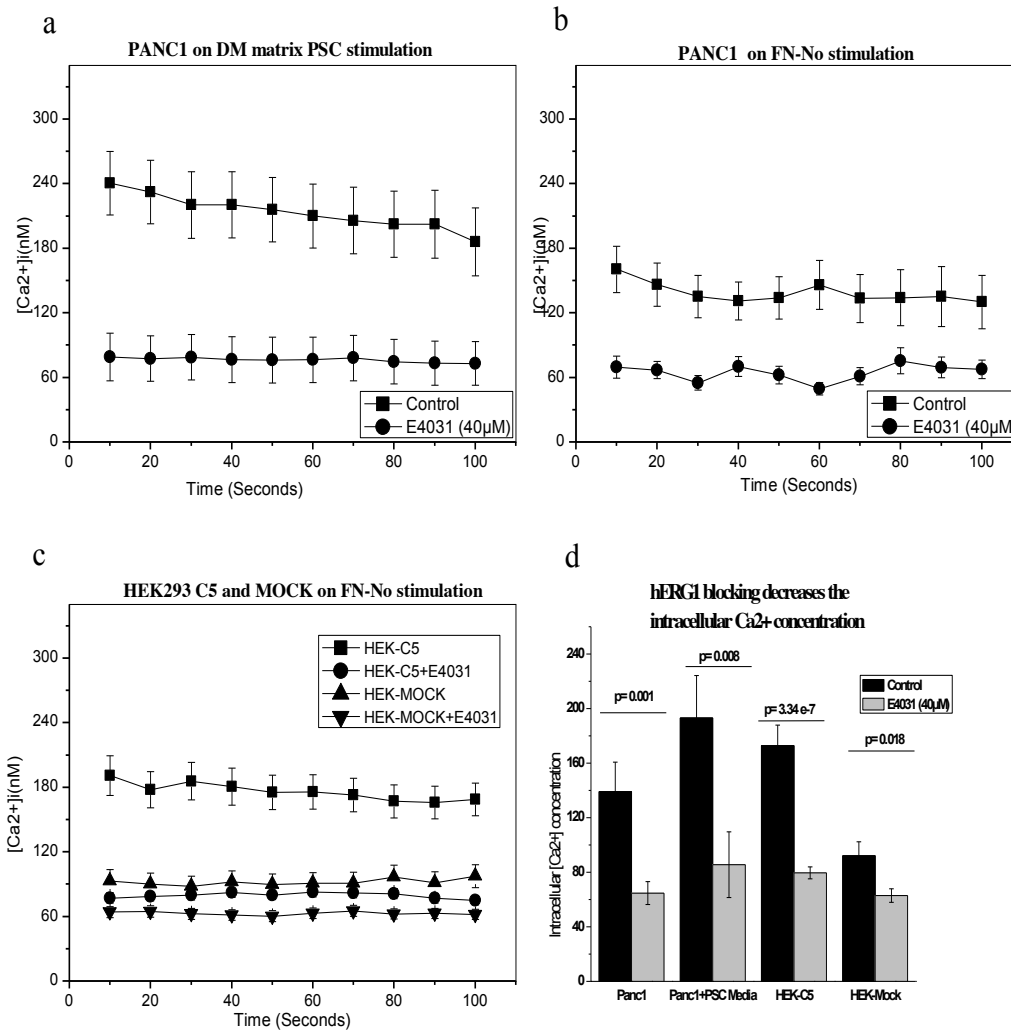 a
PANC1 on DM matrix PSC stimulation
300
240
180
120
60
0
[Ca2+]i(nM)
Control
E4031 (40µM)
0 20 40 60 80 100
Time (Seconds)
b
PANC1 on FN-No stimulation
300
240
180
120
60
0
[Ca2+]i(nM)
Control
E4031 (40µM)
0 20 40 60 80 100
Time (Seconds)
c
HEK293 C5 and MOCK on FN-No stimulation
300
240
180
120
60
0
[Ca2+]i(nM)
HEK-C5
HEK-C5+E4031
HEK-MOCK
HEK-MOCK+E4031
0 20 40 60 80 100
Time (Seconds)
d
hERG1 blocking decreases the
intracellular Ca2+ concentration
240
200
160
120
80
40
0
Intracellular [Ca2+] concentration
p= 0.001
p= 0.008
p= 3.34 e-7
p= 0.018
Control
E4031 (40µM)
Panc1 Panc1+PSC Media HEK-C5 HEK-Mock